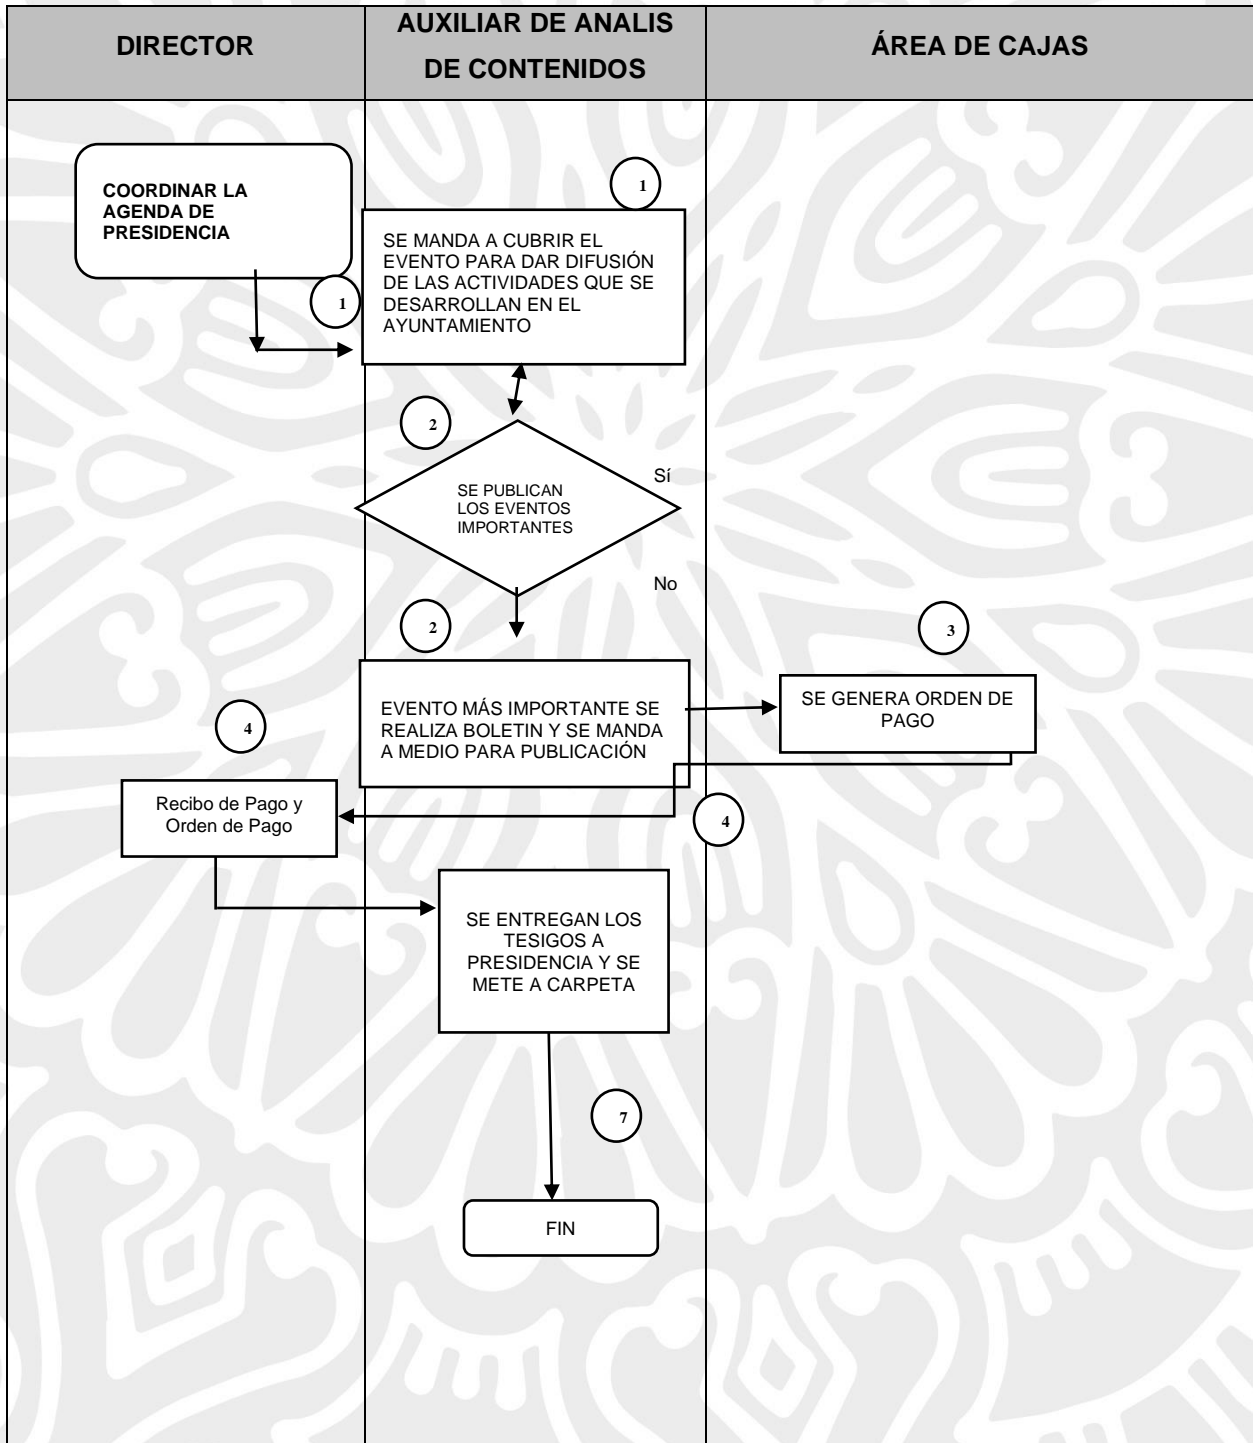 DIRECTOR
AUXILIAR DE ANALIS
DE CONTENIDOS
ÁREA DE CAJAS
COORDINAR LA
AGENDA DE
PRESIDENCIA
1
1
SE MANDA A CUBRIR EL
EVENTO PARA DAR DIFUSIÓN
DE LAS ACTIVIDADES QUE SE
DESARROLLAN EN EL
AYUNTAMIENTO
2
SE PUBLICAN
LOS EVENTOS
IMPORTANTES
Sí
No
2
3
EVENTO MÁS IMPORTANTE SE
REALIZA BOLETIN Y SE MANDA
A MEDIO PARA PUBLICACIÓN
SE GENERA ORDEN DE
PAGO
4
Recibo de Pago y
Orden de Pago
4
SE ENTREGAN LOS
TESIGOS A
PRESIDENCIA Y SE
METE A CARPETA
7
FIN